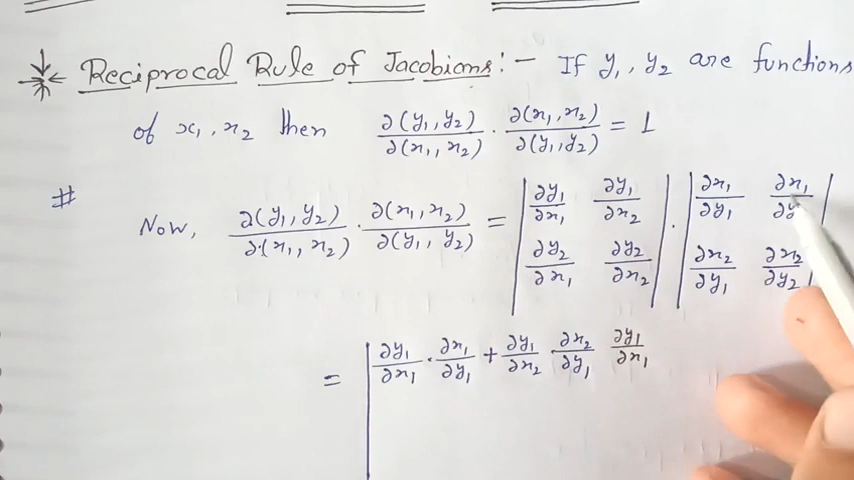 Reciprocal Rule of Jacobians :- If y₁, y₂ are functions
of x₁, x₂ then ∂(y₁, y₂)/∂(x₁, x₂) · ∂(x₁, x₂)/∂(y₁, y₂) = 1
# Now, ∂(y₁, y₂)/∂(x₁, x₂) · ∂(x₁, x₂)/∂(y₁, y₂) = | ∂y₁/∂x₁ ∂y₁/∂x₂ | · | ∂x₁/∂y₁ ∂x₁/∂y |
| ∂y₂/∂x₁ ∂y₂/∂x₂ | | ∂x₂/∂y₁ ∂x₂/∂y₂ |
= | ∂y₁/∂x₁ · ∂x₁/∂y₁ + ∂y₁/∂x₂ · ∂x₂/∂y₁ ∂y₁/∂x₁